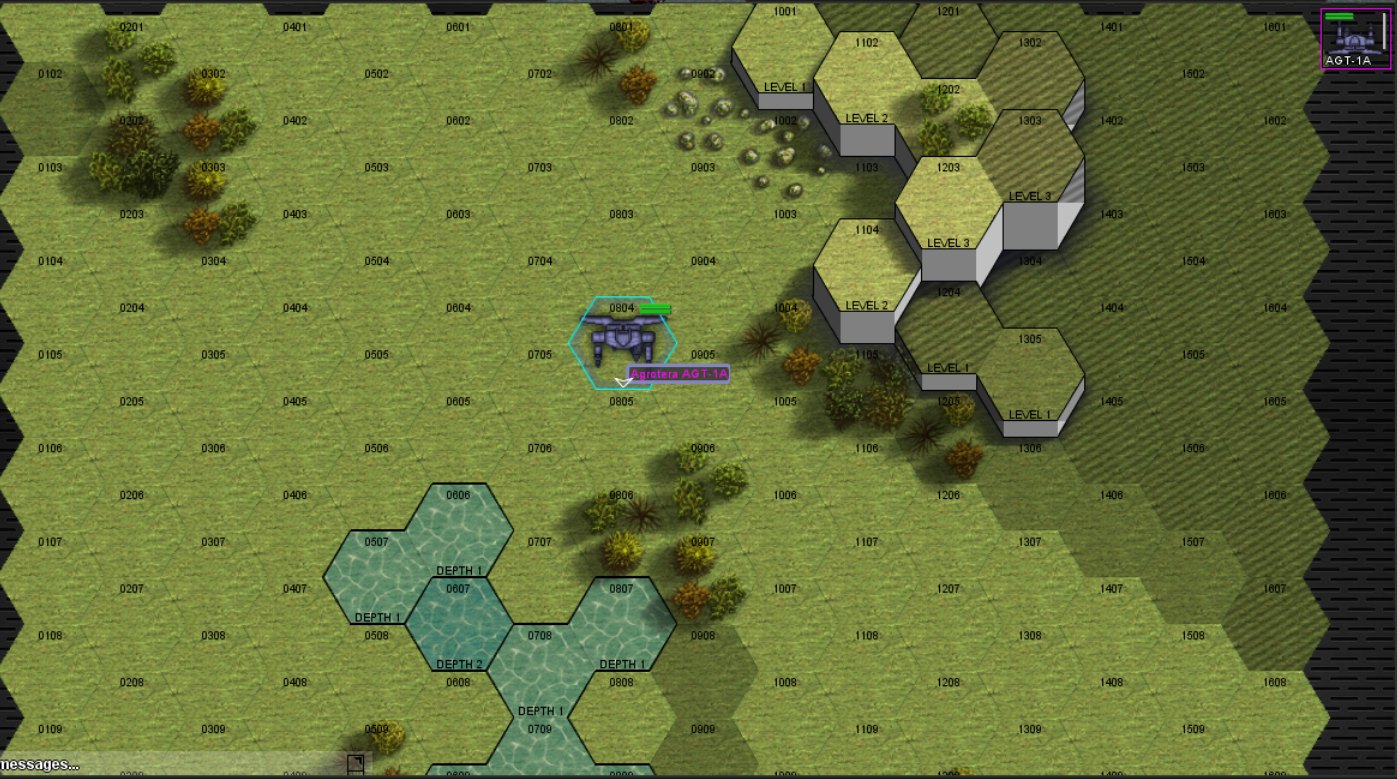 1001 1201
0201 0401 0601 0801 1401 1601
1102 1302
AGT-1A
0102 0302 0502 0702 0902 1502
LEVEL 1 1202
0202 0402 0602 0802 1002 LEVEL 2 1303 1402 1602
0103 0303 0503 0703 0903 1103 1203 1503
LEVEL 3
0203 0403 0603 0803 1003 1403 1603
1104
LEVEL 3
0104 0304 0504 0704 0904 1304 1504
1204
0204 0404 0604 0804 1004 LEVEL 2 1404 1604
1305
0105 0305 0505 0705 0905 1105 1505
LEVEL 1
Agrotera AGT-1A
0205 0405 0605 0805 1005 1205 1405 1605
LEVEL 1
0106 0306 0506 0706 0906 1106 1306 1506
0206 0406 0606 0806 1006 1206 1406 1606
0107 0307 0507 0707 0907 1107 1307 1507
DEPTH 1
0207 0407 0607 0807 1007 1207 1407 1607
DEPTH 1
0108 0308 0508 0708 0908 1108 1308 1508
DEPTH 2 DEPTH 1
0208 0408 0608 0808 1008 1208 1408 1608
DEPTH 1
0109 0309 0509 0709 0909 1109 1309 1509
messages...